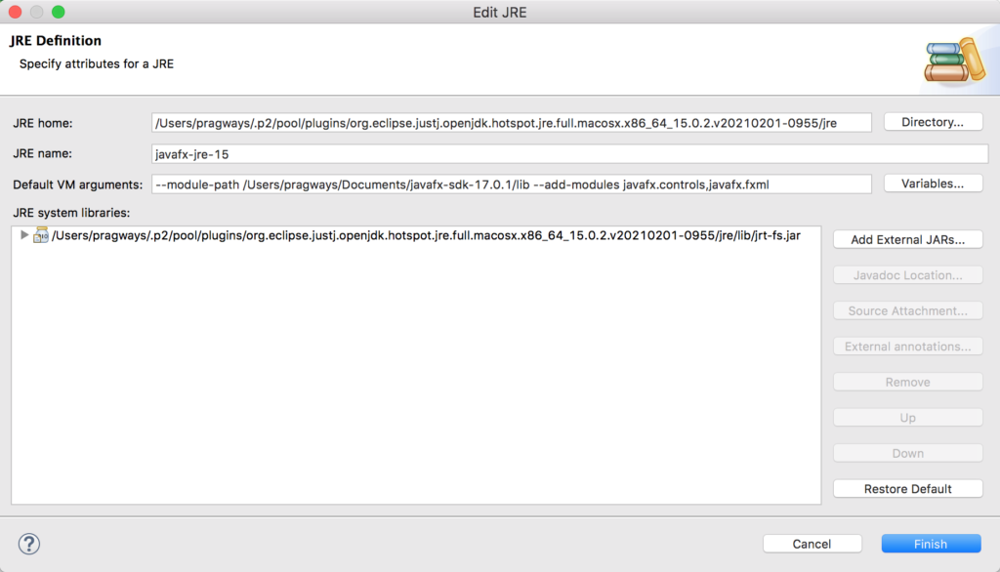 Edit JRE
JRE Definition
Specify attributes for a JRE
JRE home: /Users/pragways/.p2/pool/plugins/org.eclipse.justj.openjdk.hotspot.jre.full.macosx.x86_64_15.0.2.v20210201-0955/jre Directory...
JRE name: javafx-jre-15
Default VM arguments: --module-path /Users/pragways/Documents/javafx-sdk-17.0.1/lib --add-modules javafx.controls,javafx.fxml Variables...
JRE system libraries:
/Users/pragways/.p2/pool/plugins/org.eclipse.justj.openjdk.hotspot.jre.full.macosx.x86_64_15.0.2.v20210201-0955/jre/lib/jrt-fs.jar
Add External JARs...
Javadoc Location...
Source Attachment...
External annotations...
Remove
Up
Down
Restore Default
? Cancel Finish